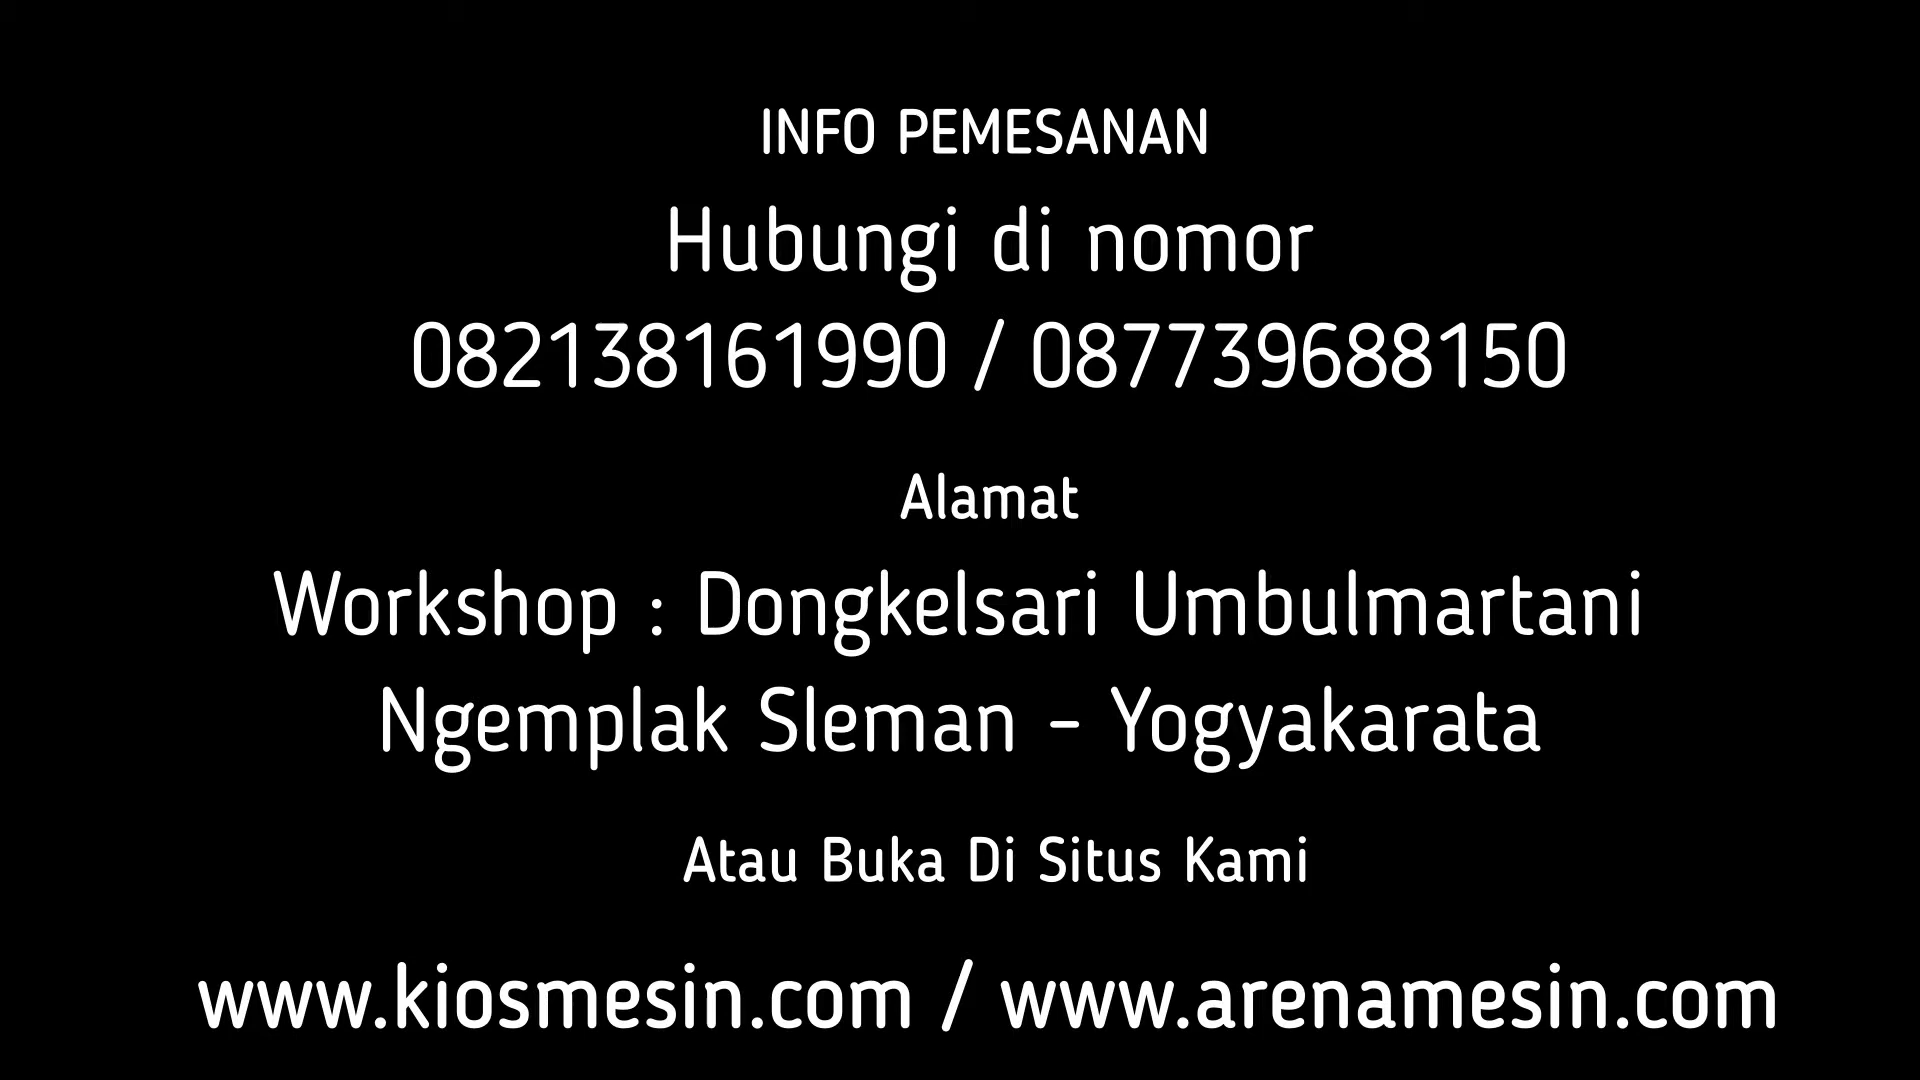 INFO PEMESANAN
Hubungi di nomor
082138161990 / 087739688150
Alamat
Workshop : Dongkelsari Umbulmartani
Ngemplak Sleman - Yogyakarata
Atau Buka Di Situs Kami
www.kiosmesin.com / www.arenamesin.com